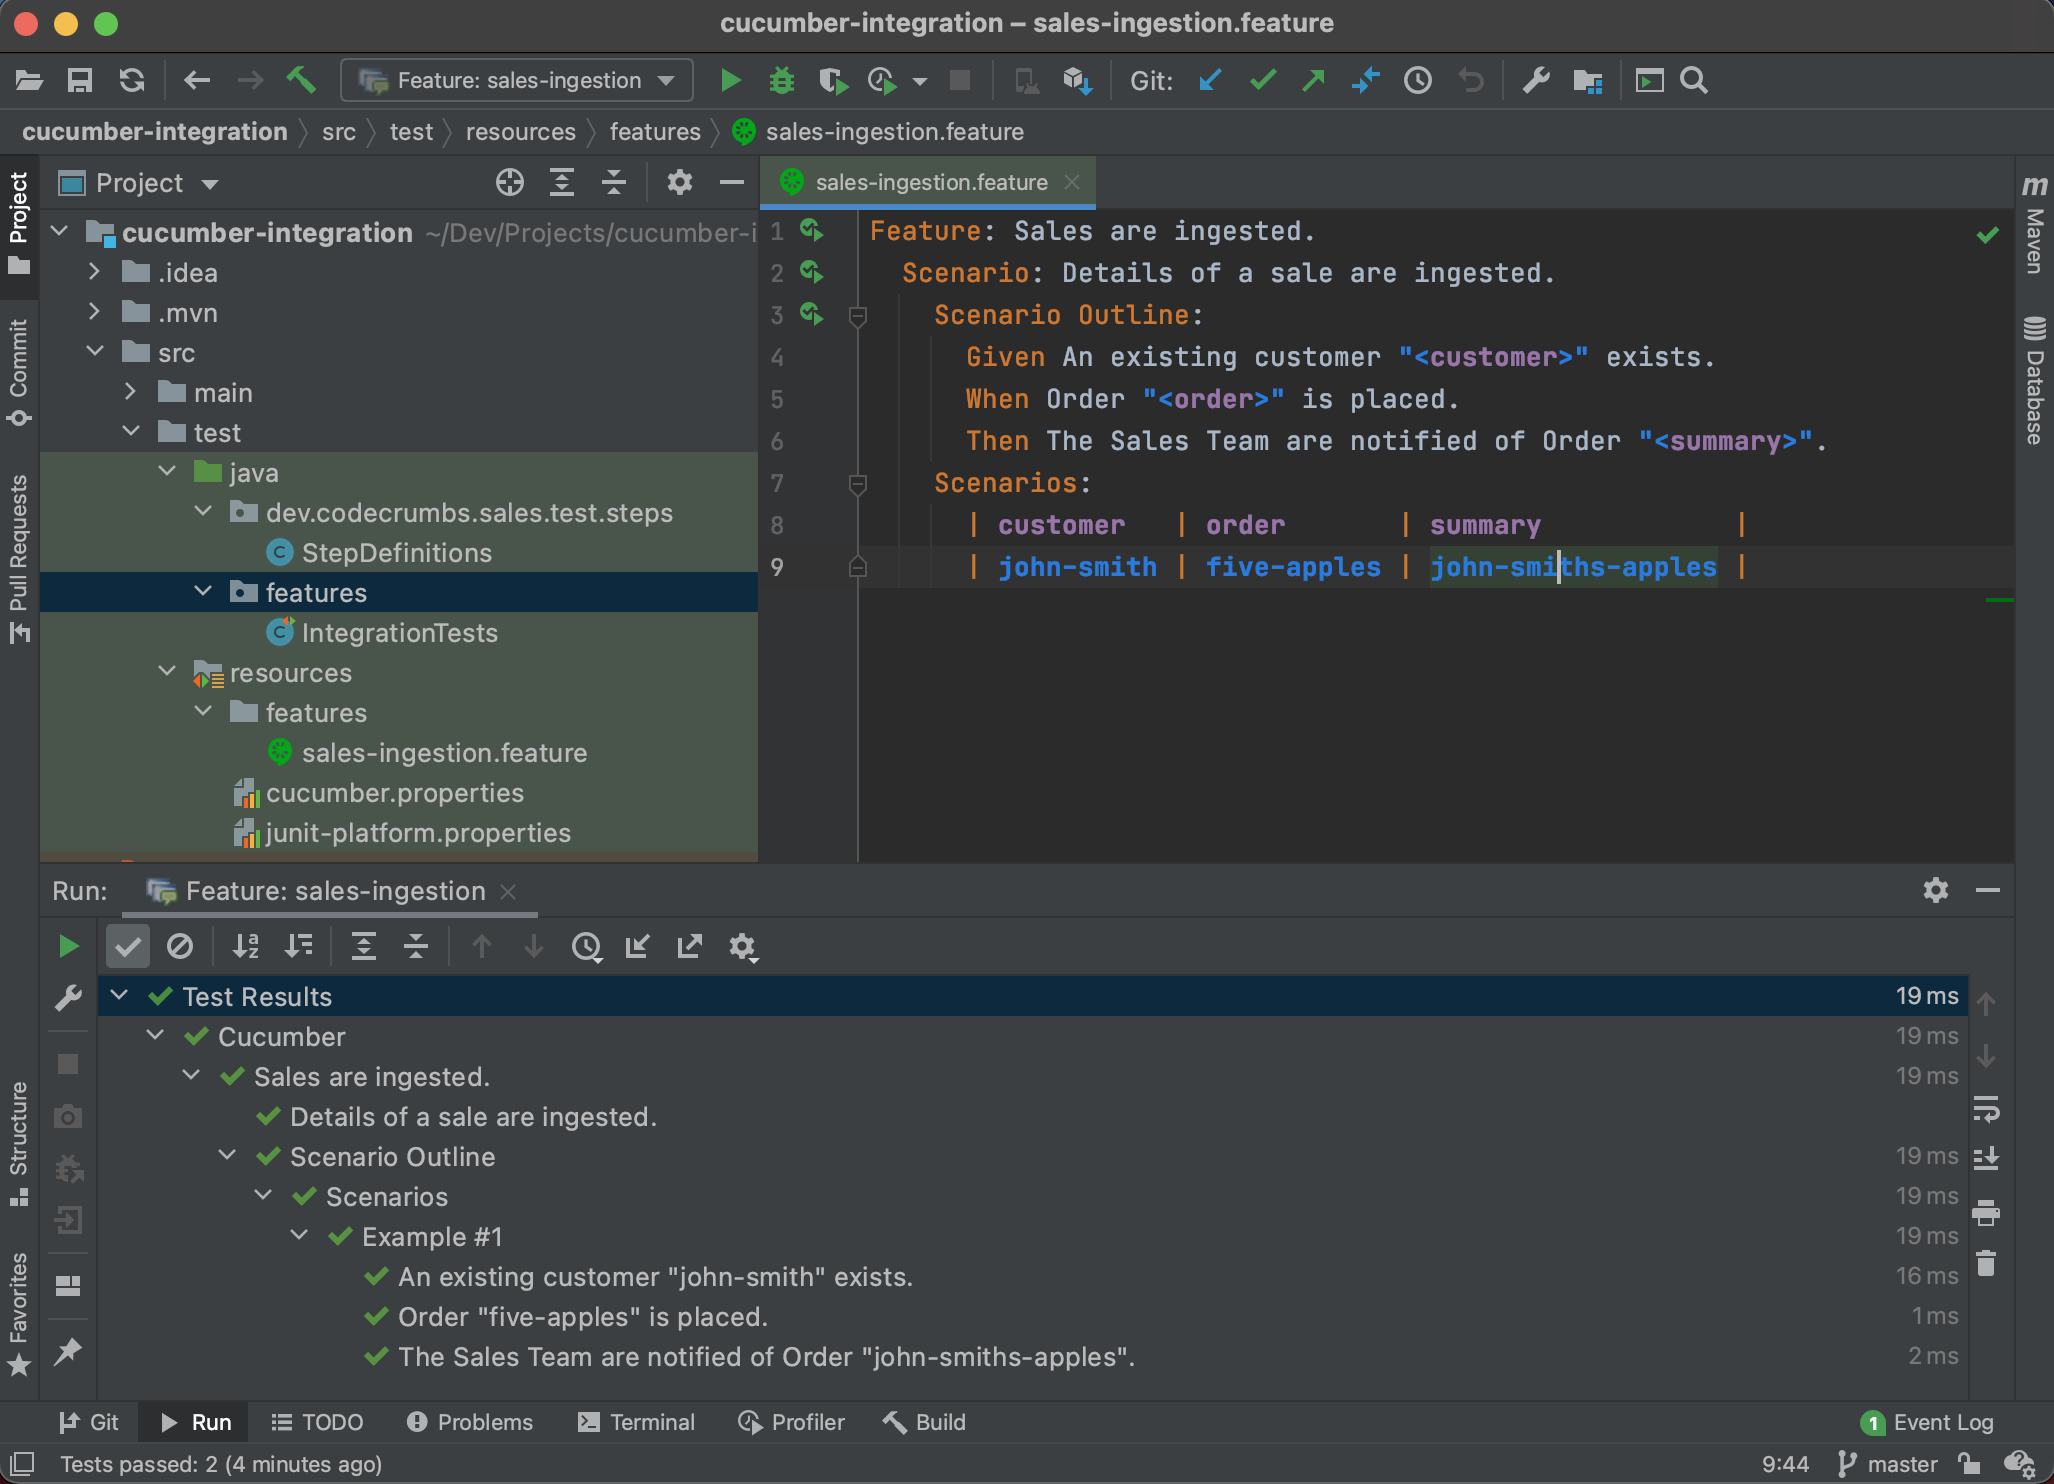 cucumber-integration – sales-ingestion.feature
Feature: sales-ingestion
Git:
cucumber-integration src test resources features sales-ingestion.feature
Project
Commit
Pull Requests
Structure
Favorites
Project
cucumber-integration ~/Dev/Projects/cucumber-i
.idea
.mvn
src
main
test
java
dev.codecrumbs.sales.test.steps
StepDefinitions
features
IntegrationTests
resources
features
sales-ingestion.feature
cucumber.properties
junit-platform.properties
sales-ingestion.feature
1 Feature: Sales are ingested.
2 Scenario: Details of a sale are ingested.
3 Scenario Outline:
4 Given An existing customer "<customer>" exists.
5 When Order "<order>" is placed.
6 Then The Sales Team are notified of Order "<summary>".
7 Scenarios:
8 | customer | order | summary |
9 | john-smith | five-apples | john-smiths-apples |
m Maven
Database
Run: Feature: sales-ingestion
Test Results 19 ms
Cucumber 19 ms
Sales are ingested. 19 ms
Details of a sale are ingested.
Scenario Outline 19 ms
Scenarios 19 ms
Example #1 19 ms
An existing customer "john-smith" exists. 16 ms
Order "five-apples" is placed. 1 ms
The Sales Team are notified of Order "john-smiths-apples". 2 ms
Git Run TODO Problems Terminal Profiler Build 1 Event Log
Tests passed: 2 (4 minutes ago) 9:44 master